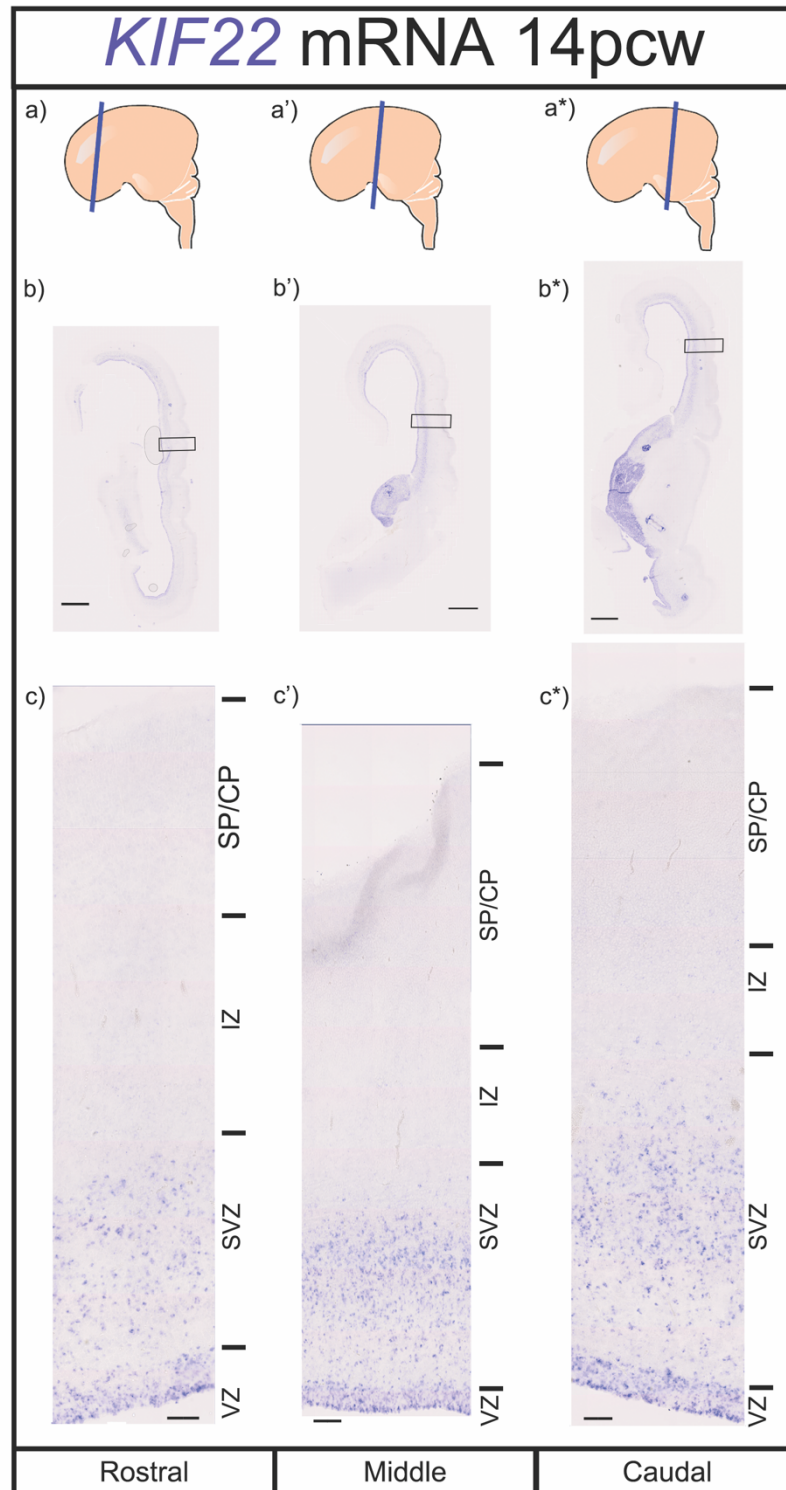 KIF22 mRNA 14pcw
a)
a')
a*)
b)
b')
b*)
c)
c')
c*)
SP/CP
IZ
SVZ
VZ
SP/CP
IZ
SVZ
VZ
SP/CP
IZ
SVZ
VZ
Rostral
Middle
Caudal